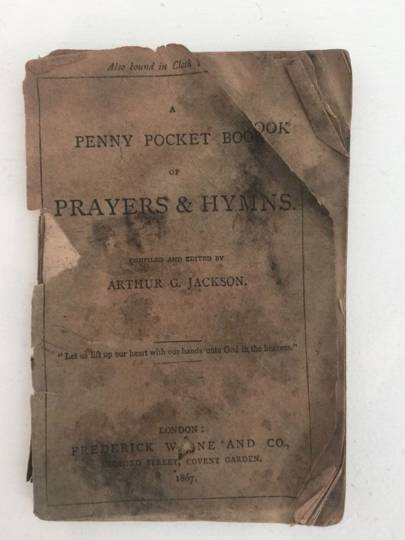 Also bound in Cloth
A
PENNY POCKET BOOK
OF
PRAYERS & HYMNS.
COMPILED AND EDITED BY
ARTHUR G. JACKSON.
"Let us lift up our heart with our hands unto God in the heavens."
LONDON:
FREDERICK WARNE AND CO.,
BEDFORD STREET, COVENT GARDEN.
1867.